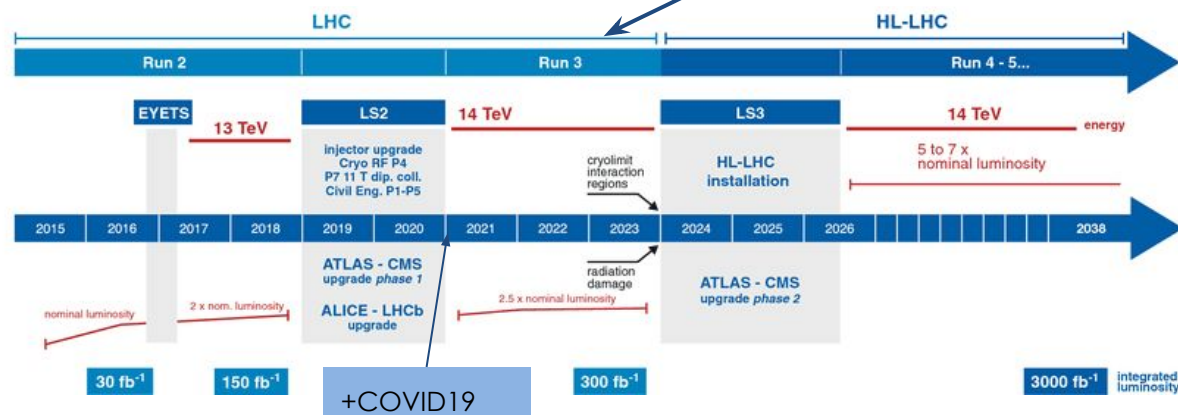 LHC
HL-LHC
Run 2
Run 3
Run 4 - 5...
EYETS
13 TeV
LS2
14 TeV
LS3
14 TeV
energy
injector upgrade
Cryo RF P4
P7 11 T dip. coll.
Civil Eng. P1-P5
cryolimit
interaction
regions
HL-LHC
installation
5 to 7 x
nominal luminosity
2015
2016
2017
2018
2019
2020
2021
2022
2023
2024
2025
2026
2038
ATLAS - CMS
upgrade phase 1
ALICE - LHCb
upgrade
radiation
damage
ATLAS - CMS
upgrade phase 2
nominal luminosity
2 x nom. luminosity
2.5 x nominal luminosity
30 fb-1
150 fb-1
+COVID19
300 fb-1
3000 fb-1
integrated
luminosity